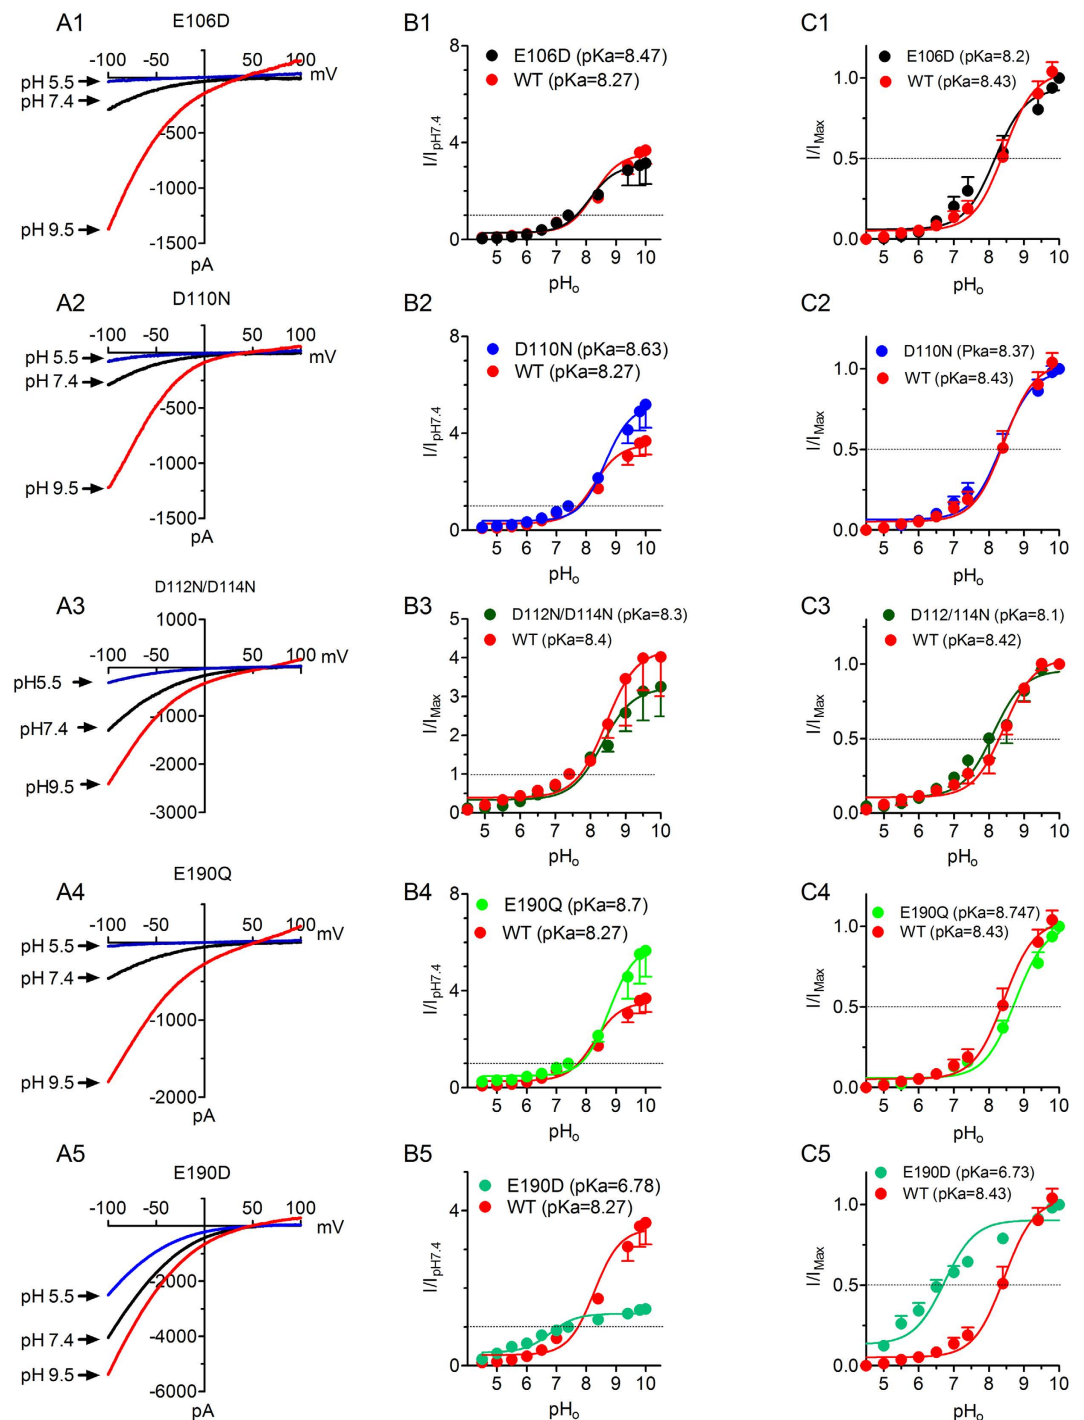 A1
E106D
-100 -50 0 50 100
mV
pH 5.5
pH 7.4
-500
-1000
pH 9.5
-1500
pA
B1
8
E106D (pKa=8.47)
WT (pKa=8.27)
I/IpH7.4
4
0
5 6 7 8 9 10
pHo
C1
E106D (pKa=8.2)
WT (pKa=8.43)
1.0
I/IMax
0.5
0.0
5 6 7 8 9 10
pHo
A2
D110N
-100 -50 0 50 100
mV
pH 5.5
pH 7.4
-500
-1000
pH 9.5
-1500
pA
B2
8
D110N (pKa=8.63)
WT (pKa=8.27)
I/IpH7.4
4
0
5 6 7 8 9 10
pHo
C2
D110N (Pka=8.37)
WT (pKa=8.43)
1.0
I/IMax
0.5
0.0
5 6 7 8 9 10
pHo
A3
D112N/D114N
1000
-100 -50 0 50 100
mV
pH5.5
-1000
pH7.4
-2000
pH9.5
-3000
B3
5
D112N/D114N (pKa=8.3)
WT (pKa=8.4)
4
3
I/IMax
2
1
0
5 6 7 8 9 10
pHo
C3
D112/114N (pKa=8.1)
WT (pKa=8.42)
1.0
I/IMax
0.5
0.0
5 6 7 8 9 10
pHo
A4
E190Q
-100 -50 0 50 100
mV
pH 5.5
pH 7.4
-1000
pH 9.5
-2000
pA
B4
8
E190Q (pKa=8.7)
WT (pKa=8.27)
I/IpH7.4
4
0
5 6 7 8 9 10
pHo
C4
E190Q (pKa=8.747)
WT (pKa=8.43)
1.0
I/IMax
0.5
0.0
5 6 7 8 9 10
pHo
A5
E190D
-100 -50 0 50 100
mV
pH 5.5
-2000
pH 7.4
-4000
pH 9.5
-6000
B5
E190D (pKa=6.78)
WT (pKa=8.27)
4
I/IpH7.4
0
5 6 7 8 9 10
pHo
C5
E190D (pKa=6.73)
WT (pKa=8.43)
1.0
I/IMax
0.5
0.0
5 6 7 8 9 10
pHo